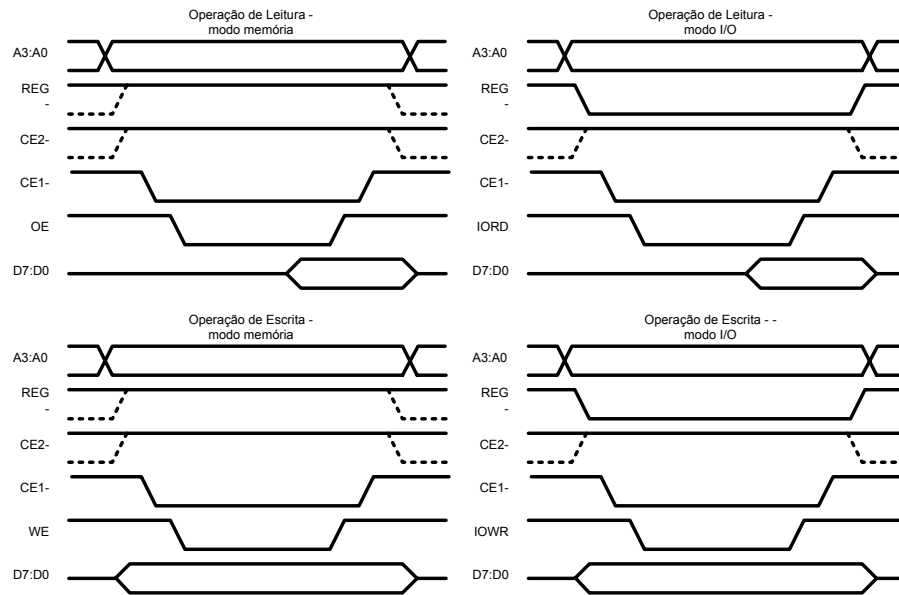 Operação de Leitura -
modo memória
A3:A0
REG
-
CE2-
CE1-
OE
D7:D0
Operação de Leitura -
modo I/O
A3:A0
REG
-
CE2-
CE1-
IORD
D7:D0
Operação de Escrita -
modo memória
A3:A0
REG
-
CE2-
CE1-
WE
D7:D0
Operação de Escrita - -
modo I/O
A3:A0
REG
-
CE2-
CE1-
IOWR
D7:D0